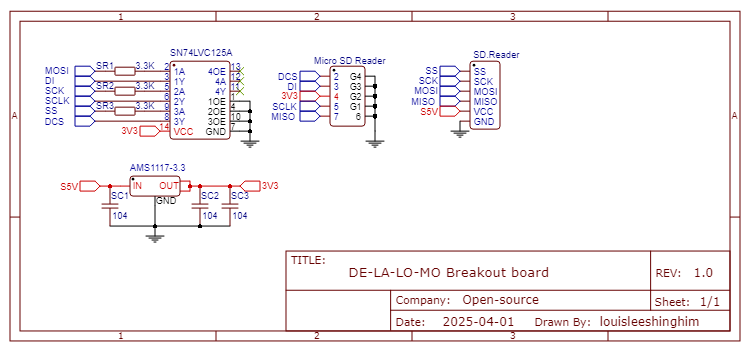 1 2 3
A A
SN74LVC125A
MOSI SR1 3.3K 2 1A 4OE 13
DI 3 1Y 4A 12
SCK SR2 3.3K 5 2A 4Y 11
SCLK 6 2Y 1OE 1
SS SR3 3.3K 9 3A 2OE 4
DCS 8 3Y 3OE 10
3V3 14 VCC GND 7
Micro SD Reader
DCS 2 G4
DI 3 G3
3V3 4 G2
SCLK 5 G1
MISO 7 6
SD.Reader
SS SS
SCK SCK
MOSI MOSI
MISO MISO
S5V VCC
GND
AMS1117-3.3
S5V IN OUT 3V3
SC1 GND SC2 SC3
104 104 104
TITLE:
DE-LA-LO-MO Breakout board
REV: 1.0
Company: Open-source
Sheet: 1/1
Date: 2025-04-01 Drawn By: louisleeshinghim
1 2 3